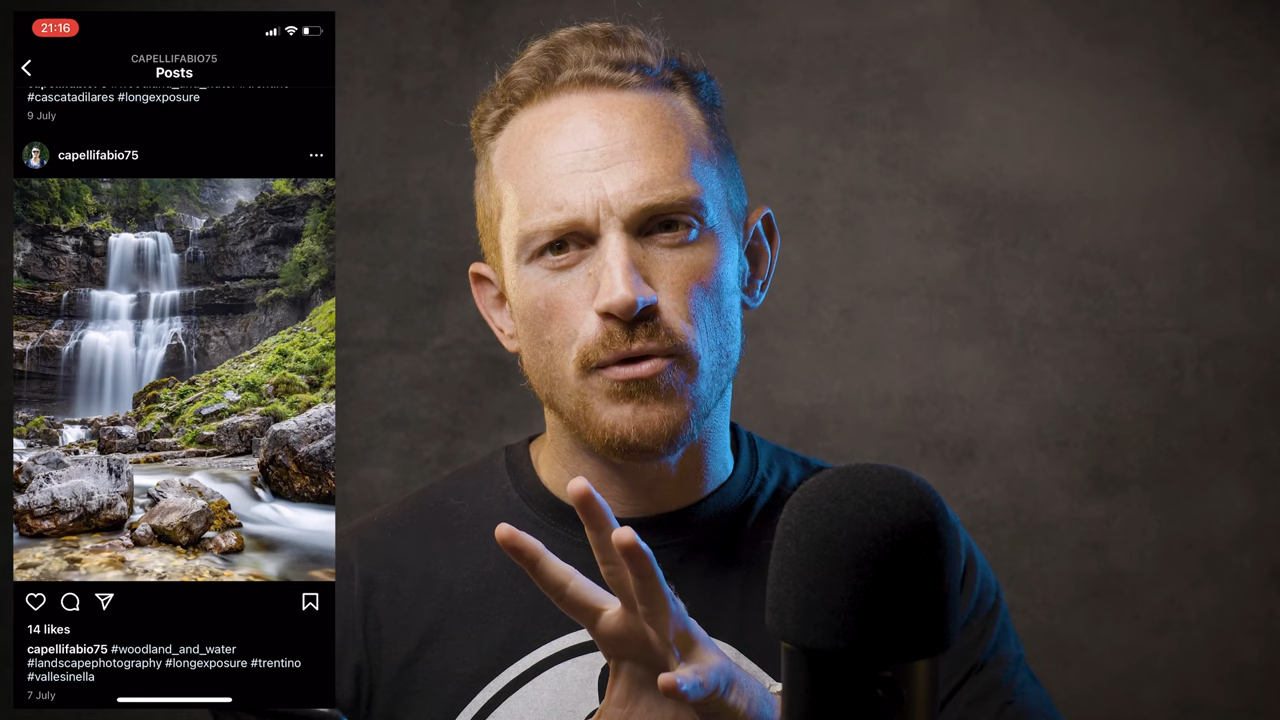 21:16
CAPELLIFABIO75
Posts
#cascatadilares #longexposure
9 July
capellifabio75
14 likes
capellifabio75 #woodland_and_water
#landscapephotography #longexposure #trentino
#vallesinella
7 July